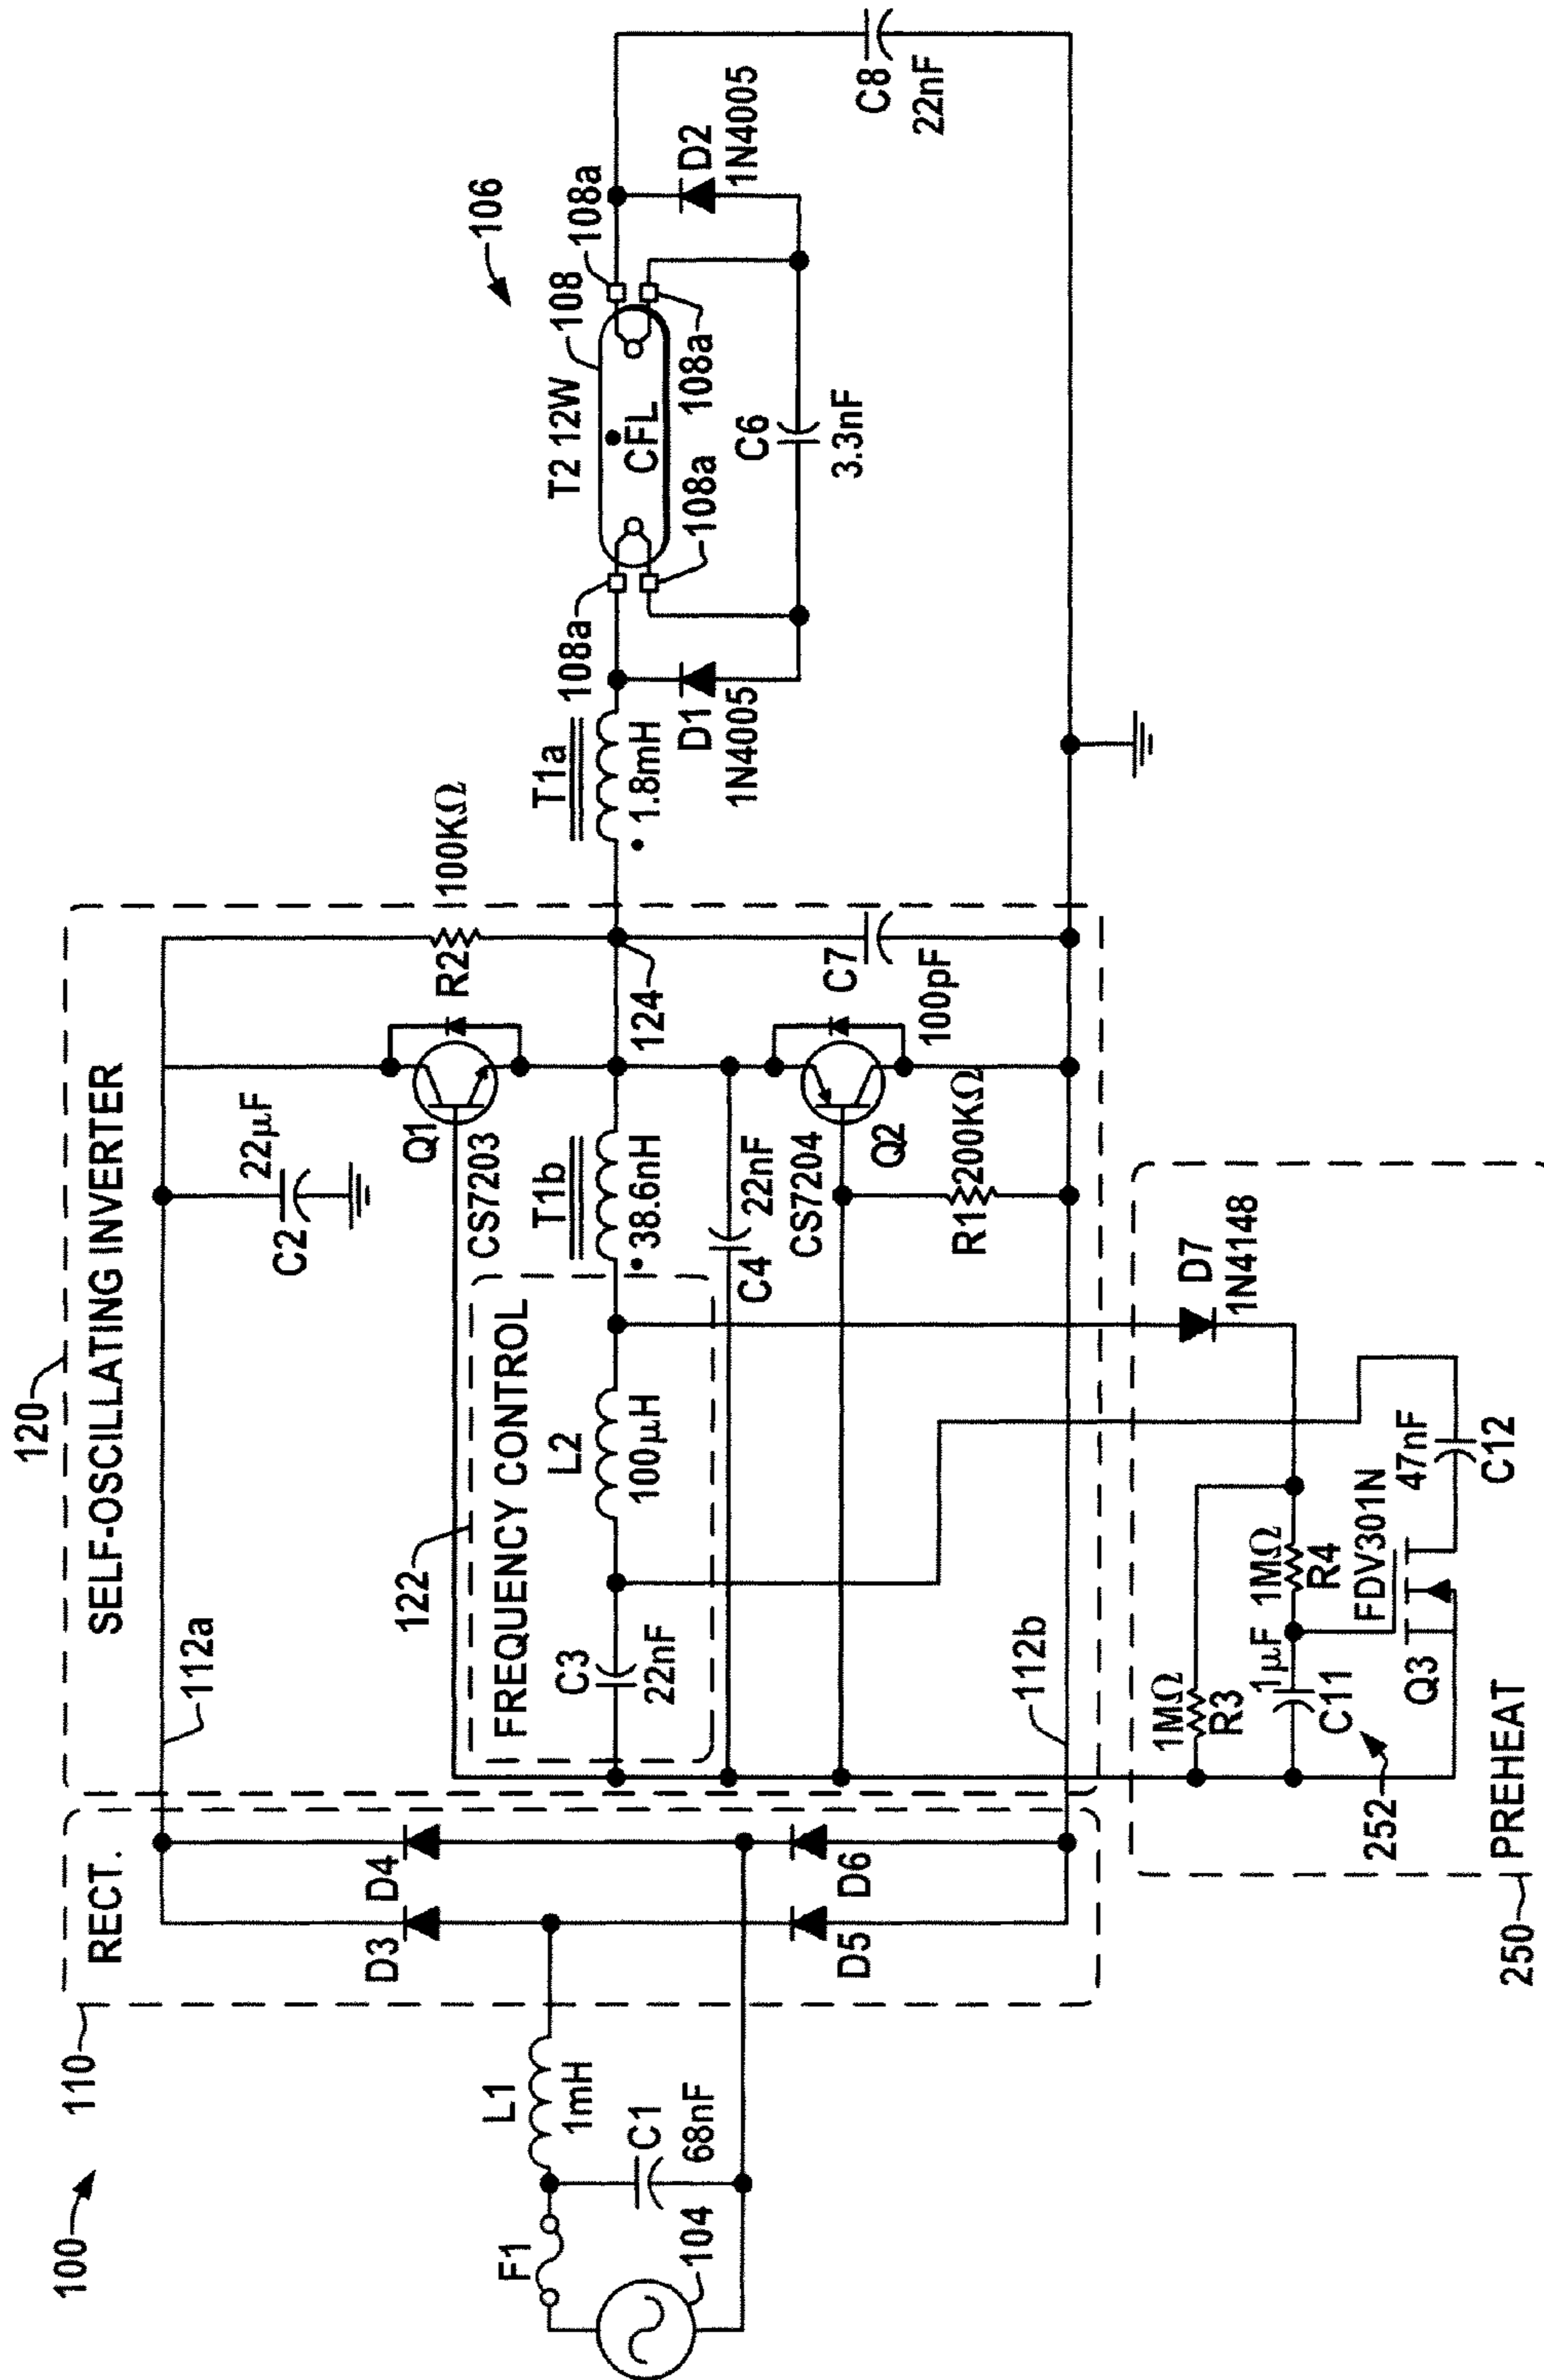 100
110
RECT.
120
SELF-OSCILLATING INVERTER
112a
C2
22µF
Q1
CS7203
R2
100KΩ
122
FREQUENCY CONTROL
C3
22nF
L2
100µH
T1b
38.6nH
124
T1a
1.8mH
C4
22nF
CS7204
Q2
C7
100pF
R1
200KΩ
112b
D3
D4
D5
D6
F1
L1
1mH
C1
68nF
104
106
T2 12W
108
108a
108a
108a
108a
CFL
D1
1N4005
D2
1N4005
C6
3.3nF
C8
22nF
250
PREHEAT
252
1MΩ
R3
1µF
C11
1MΩ
R4
FDV301N
Q3
47nF
C12
D7
1N4148